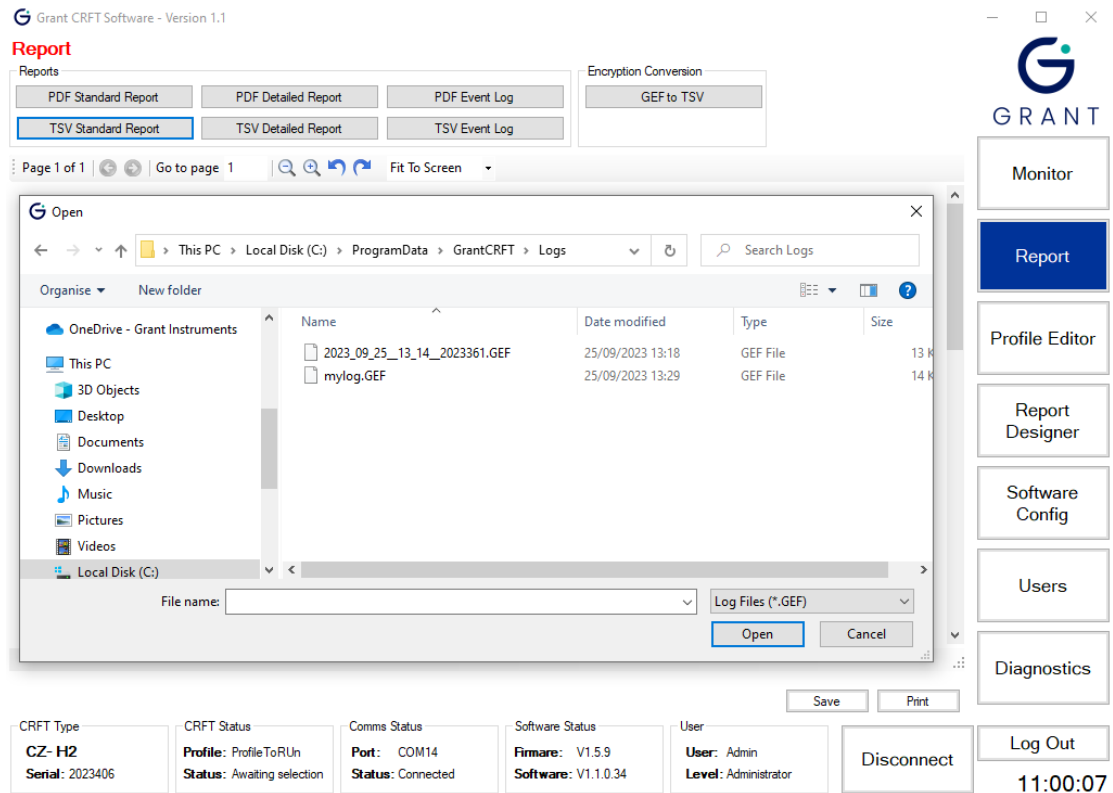 Grant CRFT Software - Version 1.1
Report
Reports
PDF Standard Report
PDF Detailed Report
PDF Event Log
TSV Standard Report
TSV Detailed Report
TSV Event Log
Encryption Conversion
GEF to TSV
GRANT
Page 1 of 1
Go to page 1
Fit To Screen
Open
This PC > Local Disk (C:) > ProgramData > GrantCRFT > Logs
Search Logs
Organise
New folder
OneDrive - Grant Instruments
This PC
3D Objects
Desktop
Documents
Downloads
Music
Pictures
Videos
Local Disk (C:)
Name Date modified Type Size
2023_09_25__13_14__2023361.GEF 25/09/2023 13:18 GEF File 13 K
mylog.GEF 25/09/2023 13:29 GEF File 14 K
File name:
Log Files (*.GEF)
Open
Cancel
Monitor
Report
Profile Editor
Report
Designer
Software
Config
Users
Diagnostics
Save
Print
CRFT Type
CZ- H2
Serial: 2023406
CRFT Status
Profile: ProfileToRUn
Status: Awaiting selection
Comms Status
Port: COM14
Status: Connected
Software Status
Firmare: V1.5.9
Software: V1.1.0.34
User
User: Admin
Level: Administrator
Disconnect
Log Out
11:00:07